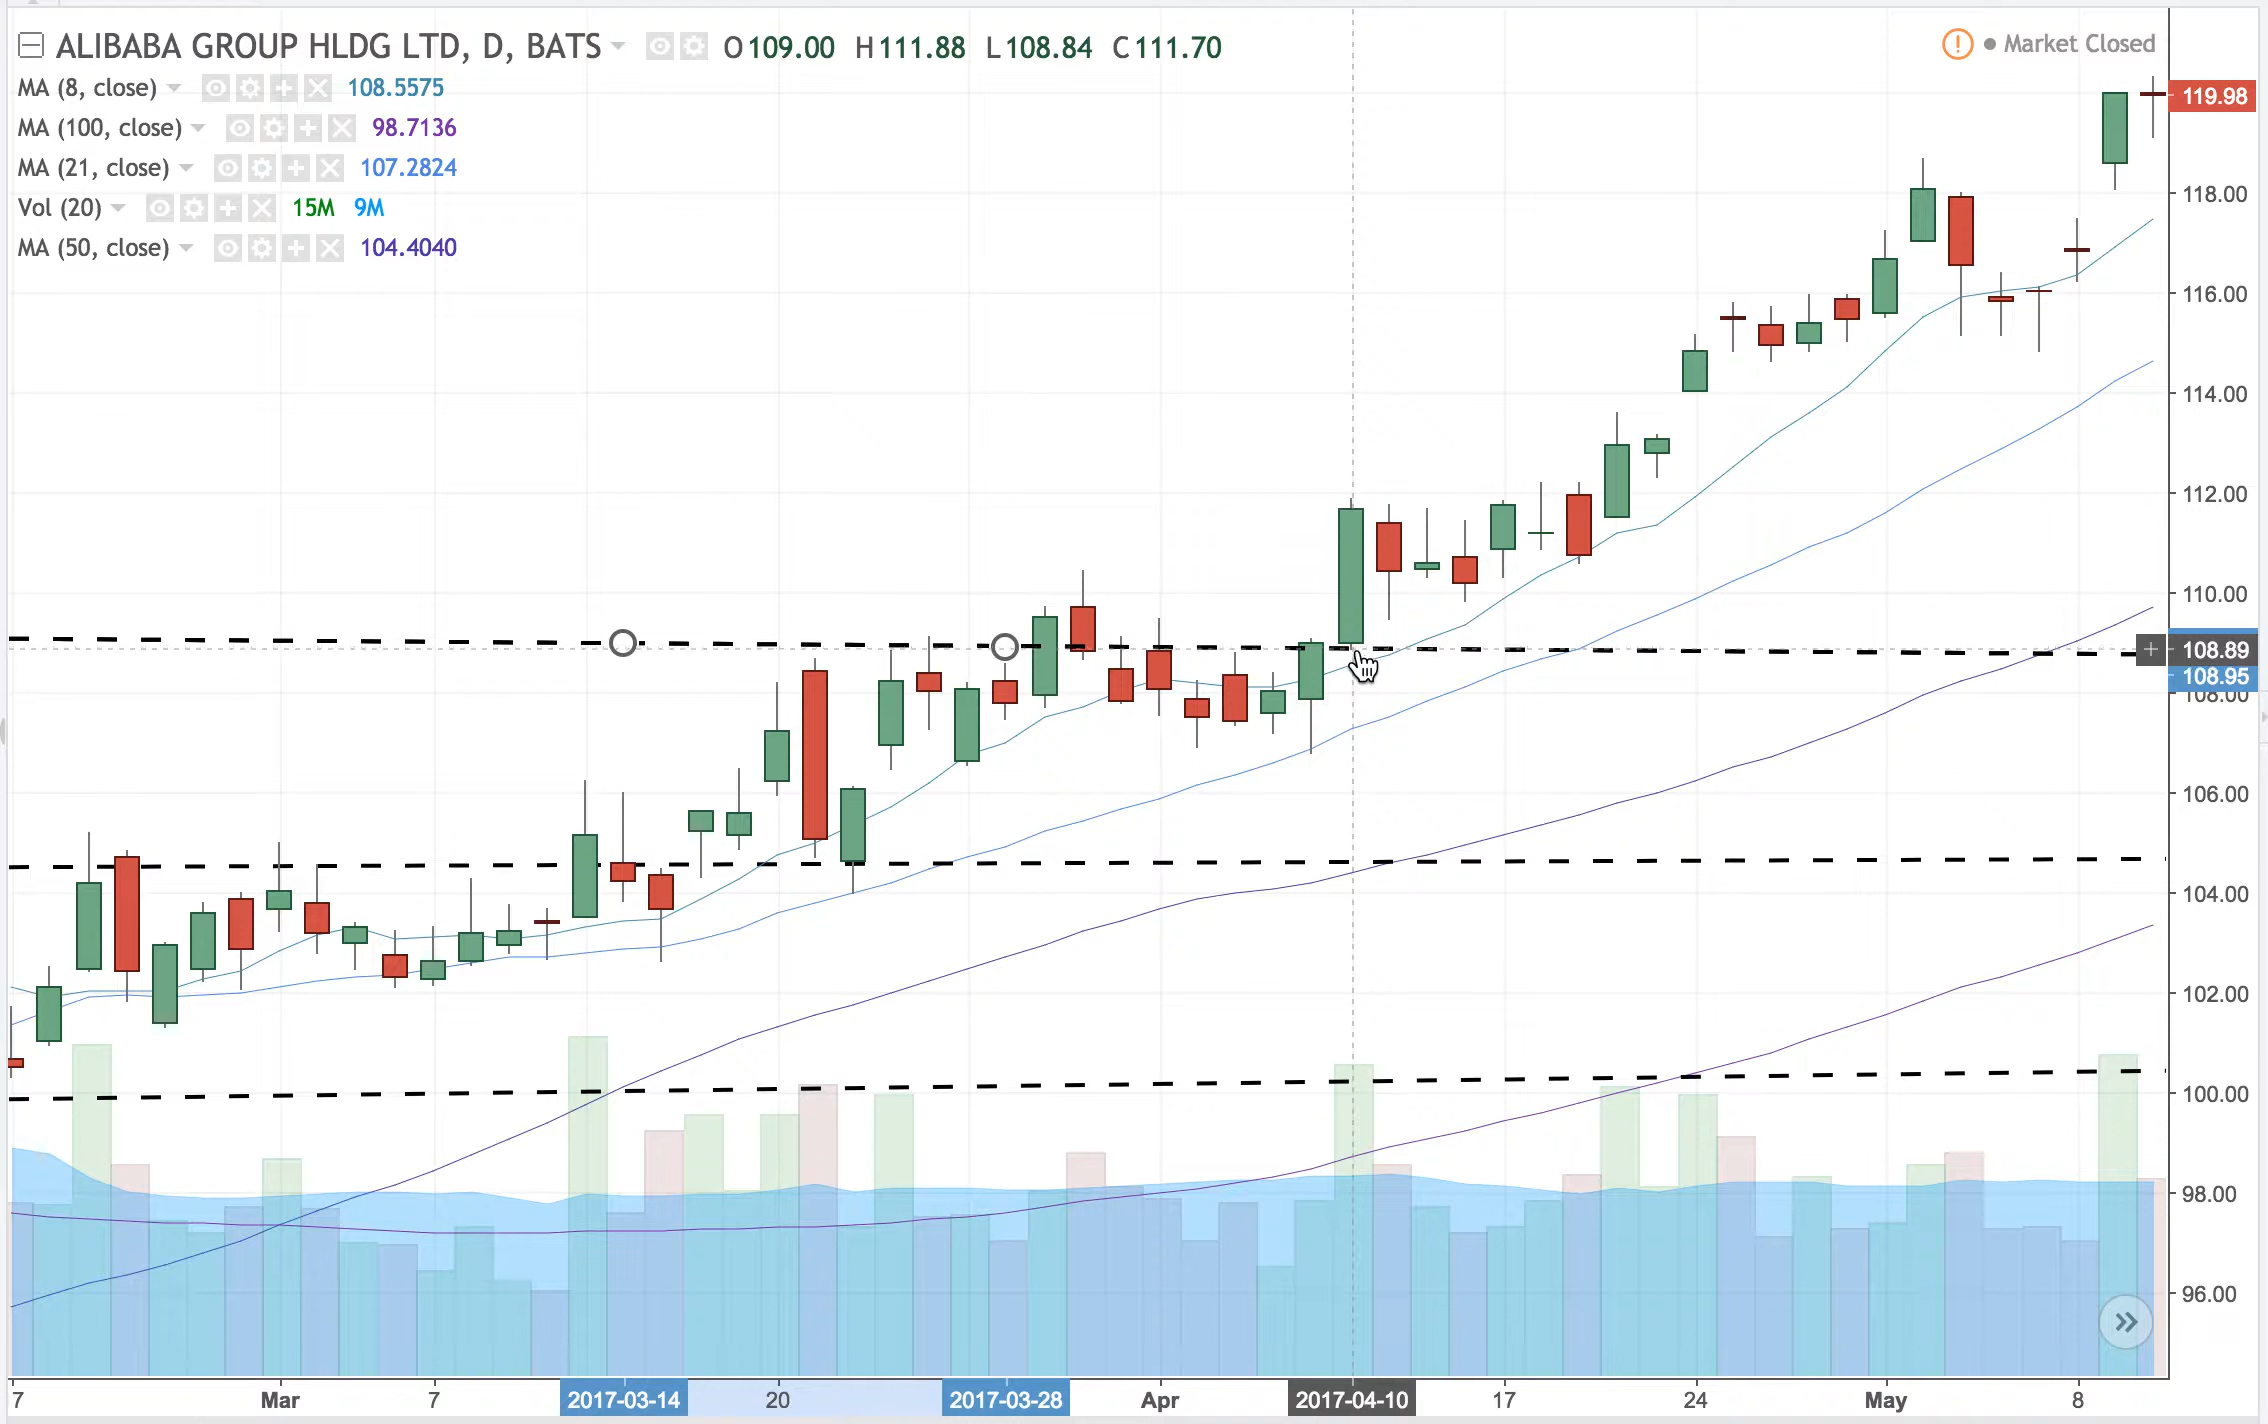 ALIBABA GROUP HLDG LTD, D, BATS O109.00 H111.88 L108.84 C111.70
Market Closed
MA (8, close) 108.5575
MA (100, close) 98.7136
MA (21, close) 107.2824
Vol (20) 15M 9M
MA (50, close) 104.4040
119.98
118.00
116.00
114.00
112.00
110.00
108.89
108.95
108.00
106.00
104.00
102.00
100.00
98.00
96.00
7 Mar 7 2017-03-14 20 2017-03-28 Apr 2017-04-10 17 24 May 8